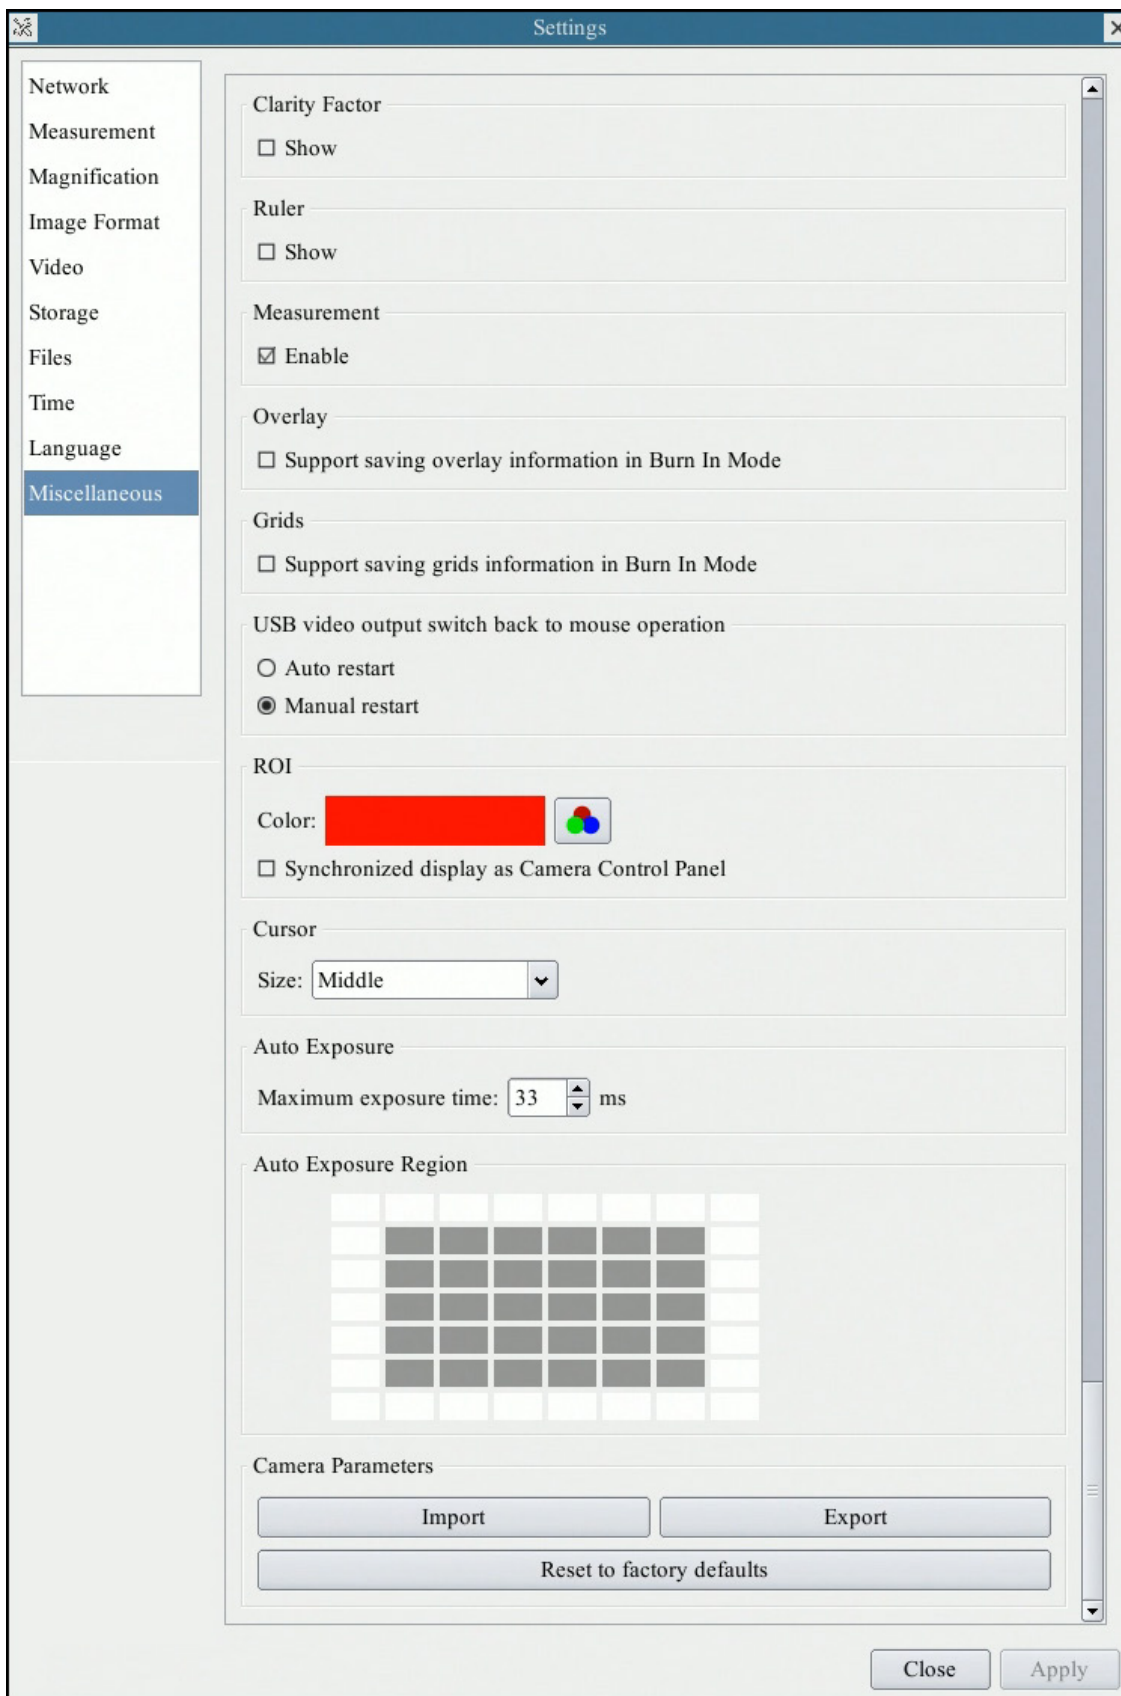 Settings
Network
Measurement
Magnification
Image Format
Video
Storage
Files
Time
Language
Miscellaneous
Clarity Factor
Show
Ruler
Show
Measurement
Enable
Overlay
Support saving overlay information in Burn In Mode
Grids
Support saving grids information in Burn In Mode
USB video output switch back to mouse operation
Auto restart
Manual restart
ROI
Color:
Synchronized display as Camera Control Panel
Cursor
Size: Middle
Auto Exposure
Maximum exposure time: 33 ms
Auto Exposure Region
Camera Parameters
Import Export
Reset to factory defaults
Close Apply